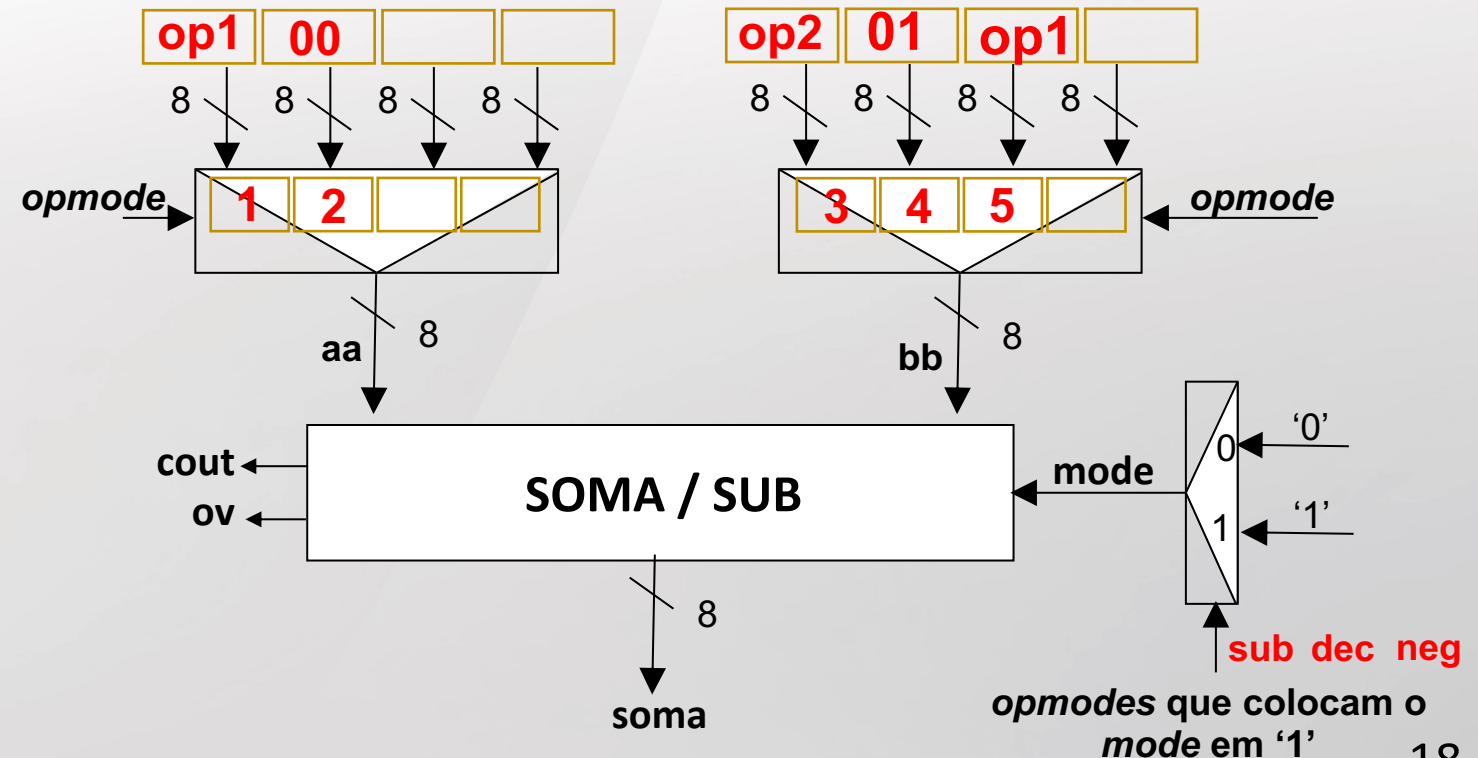 op1 00 op2 01 op1
8 8 8 8 8 8 8 8
opmode 1 2 3 4 5 opmode
8 8
aa bb
0 ‘0’
cout SOMA / SUB mode
ov 1 ‘1’
8
sub dec neg
soma opmodes que colocam o
mode em ‘1’